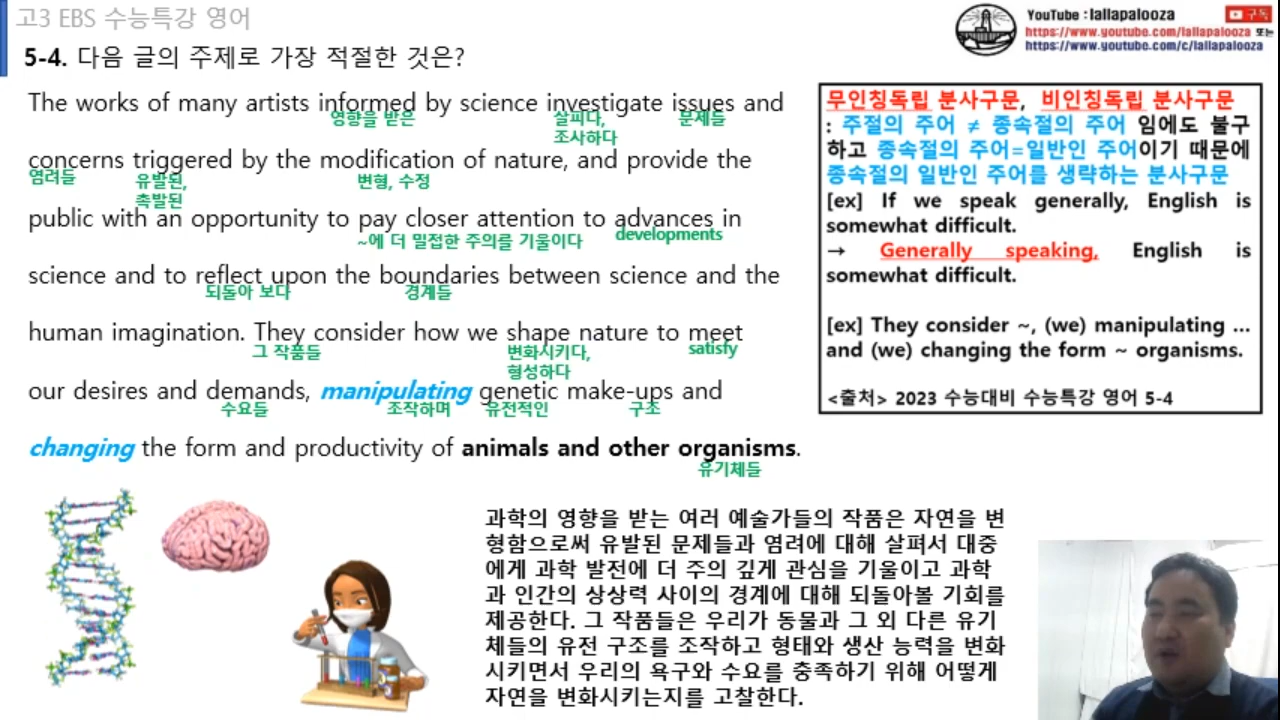 고3 EBS 수능특강 영어
YouTube : lallapalooza
구독
https://www.youtube.com/lallapalooza 또는
https://www.youtube.com/c/lallapalooza
5-4. 다음 글의 주제로 가장 적절한 것은?
The works of many artists informed by science investigate issues and
영향을 받은 살피다, 문제들
조사하다
concerns triggered by the modification of nature, and provide the
염려들 유발된, 변형, 수정
촉발된
public with an opportunity to pay closer attention to advances in
~에 더 밀접한 주의를 기울이다 developments
science and to reflect upon the boundaries between science and the
되돌아 보다 경계들
human imagination. They consider how we shape nature to meet
그 작품들 변화시키다, satisfy
형성하다
our desires and demands, manipulating genetic make-ups and
수요들 조작하며 유전적인 구조
changing the form and productivity of animals and other organisms.
유기체들
무인칭독립 분사구문, 비인칭독립 분사구문
: 주절의 주어 ≠ 종속절의 주어 임에도 불구
하고 종속절의 주어=일반인 주어이기 때문에
종속절의 일반인 주어를 생략하는 분사구문
[ex] If we speak generally, English is
somewhat difficult.
→ Generally speaking, English is
somewhat difficult.
[ex] They consider ~, (we) manipulating ...
and (we) changing the form ~ organisms.
<출처> 2023 수능대비 수능특강 영어 5-4
과학의 영향을 받는 여러 예술가들의 작품은 자연을 변
형함으로써 유발된 문제들과 염려에 대해 살펴서 대중
에게 과학 발전에 더 주의 깊게 관심을 기울이고 과학
과 인간의 상상력 사이의 경계에 대해 되돌아볼 기회를
제공한다. 그 작품들은 우리가 동물과 그 외 다른 유기
체들의 유전 구조를 조작하고 형태와 생산 능력을 변화
시키면서 우리의 욕구와 수요를 충족하기 위해 어떻게
자연을 변화시키는지를 고찰한다.